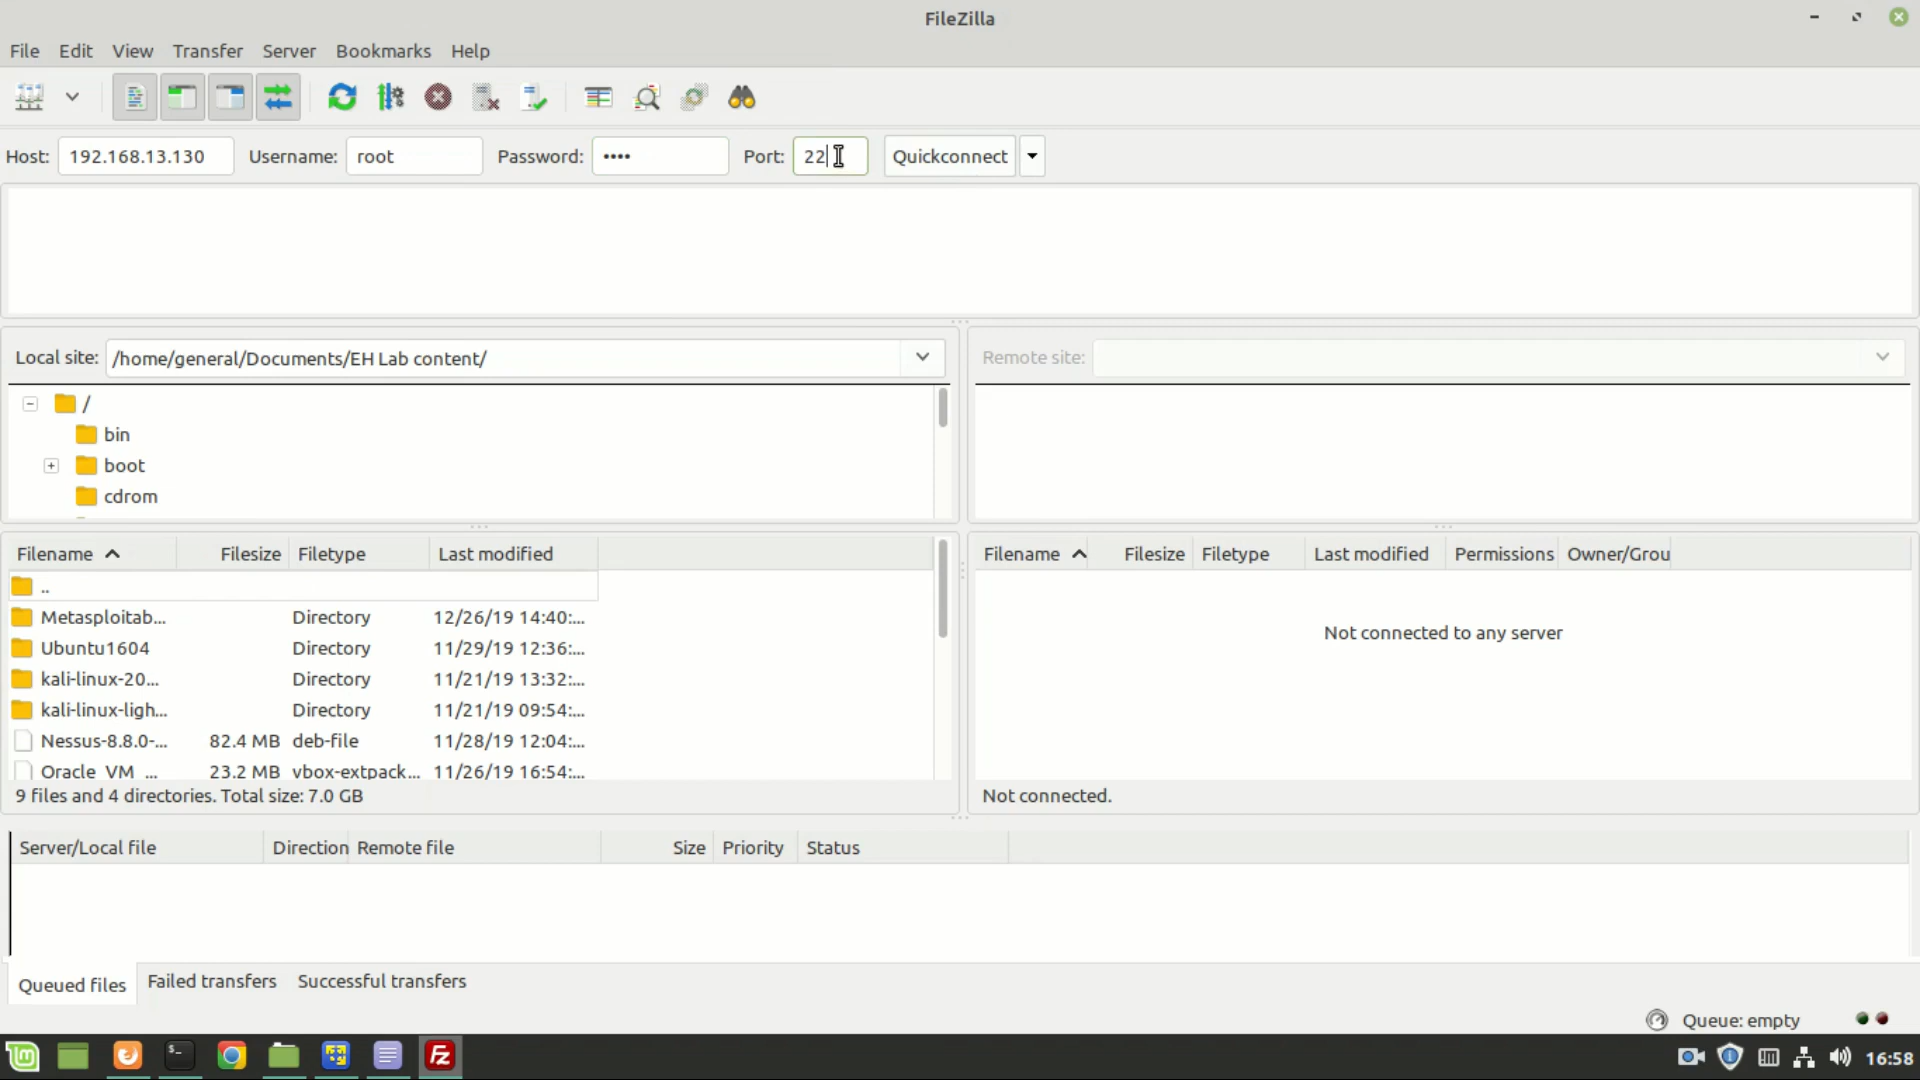 FileZilla
File Edit View Transfer Server Bookmarks Help
Host: 192.168.13.130 Username: root Password: •••• Port: 22 Quickconnect
Local site: /home/general/Documents/EH Lab content/
Remote site:
/
bin
boot
cdrom
Filename Filesize Filetype Last modified
..
Metasploitab... Directory 12/26/19 14:40:...
Ubuntu1604 Directory 11/29/19 12:36:...
kali-linux-20... Directory 11/21/19 13:32:...
kali-linux-ligh... Directory 11/21/19 09:54:...
Nessus-8.8.0-... 82.4 MB deb-file 11/28/19 12:04:...
Oracle_VM_... 23.2 MB vbox-extpack... 11/26/19 16:54:...
9 files and 4 directories. Total size: 7.0 GB
Filename Filesize Filetype Last modified Permissions Owner/Grou
Not connected to any server
Not connected.
Server/Local file Direction Remote file Size Priority Status
Queued files Failed transfers Successful transfers
Queue: empty
16:58